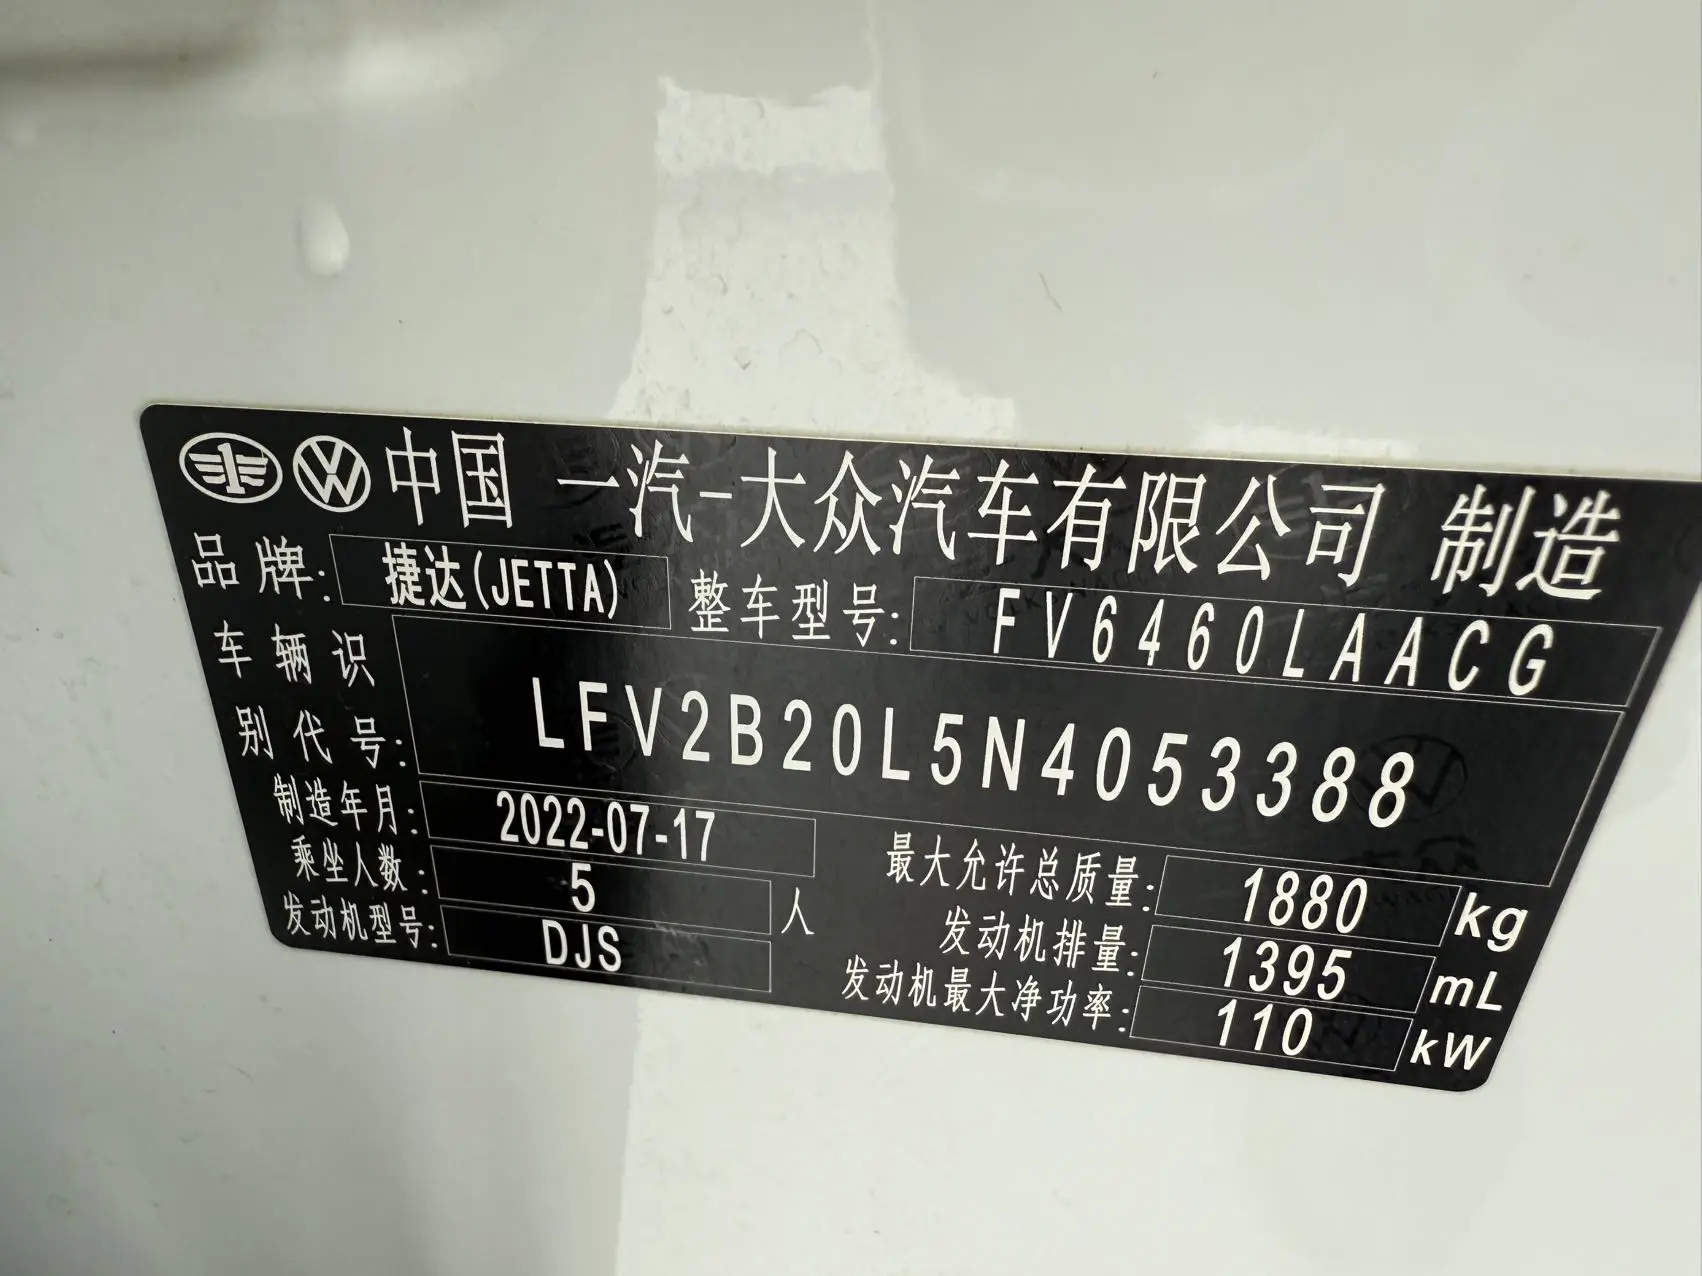 中国 一汽-大众汽车有限公司 制造
品牌: 捷达(JETTA) 整车型号: FV6460LAACG
车辆识别代号: LFV2B20L5N4053388
制造年月: 2022-07-17
乘坐人数: 5 人 最大允许总质量: 1880 kg
发动机型号: DJS 发动机排量: 1395 mL
发动机最大净功率: 110 kW